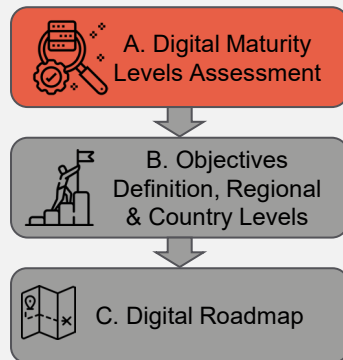 A. Digital Maturity
Levels Assessment
B. Objectives
Definition, Regional
& Country Levels
C. Digital Roadmap